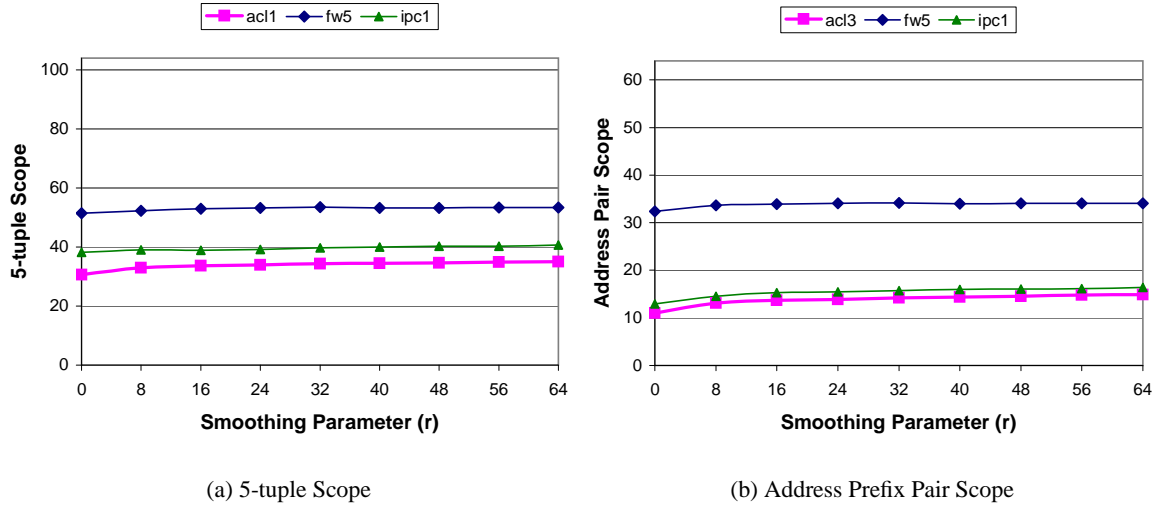 acl1 fw5 ipc1
100
80
60
40
20
0
5-tuple Scope
0 8 16 24 32 40 48 56 64
Smoothing Parameter (r)
(a) 5-tuple Scope
acl3 fw5 ipc1
60
50
40
30
20
10
0
Address Pair Scope
0 8 16 24 32 40 48 56 64
Smoothing Parameter (r)
(b) Address Prefix Pair Scope